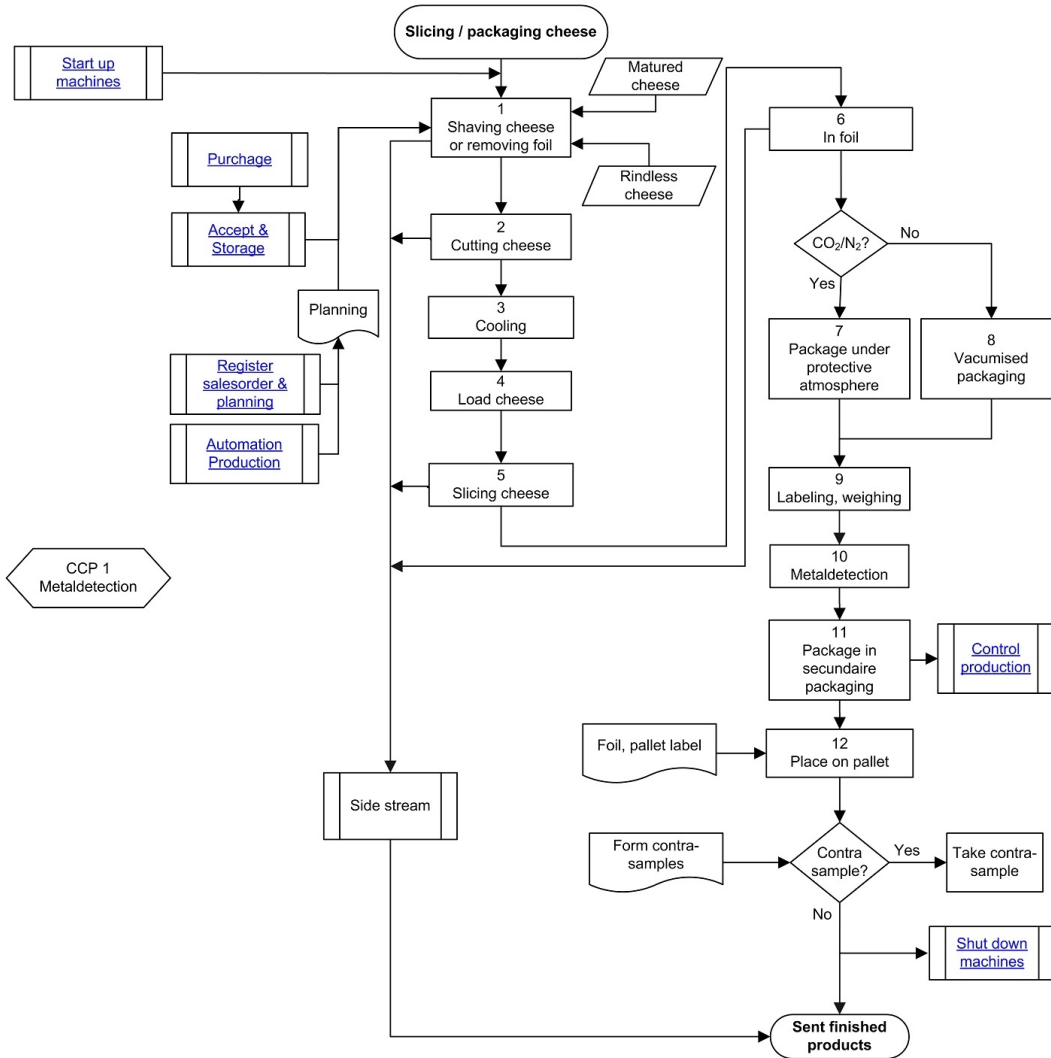 Slicing / packaging cheese
Start up
machines
Matured
cheese
1
Shaving cheese
or removing foil
6
In foil
Purchage
Rindless
cheese
Accept &
Storage
2
Cutting cheese
CO₂/N₂?
No
Yes
Planning
3
Cooling
7
Package under
protective
atmosphere
8
Vacumised
packaging
Register
salesorder &
planning
4
Load cheese
Automation
Production
5
Slicing cheese
9
Labeling, weighing
CCP 1
Metaldetection
10
Metaldetection
11
Package in
secundaire
packaging
Control
production
Foil, pallet label
12
Place on pallet
Side stream
Form contra-
samples
Contra
sample?
Yes
Take contra-
sample
No
Shut down
machines
Sent finished
products